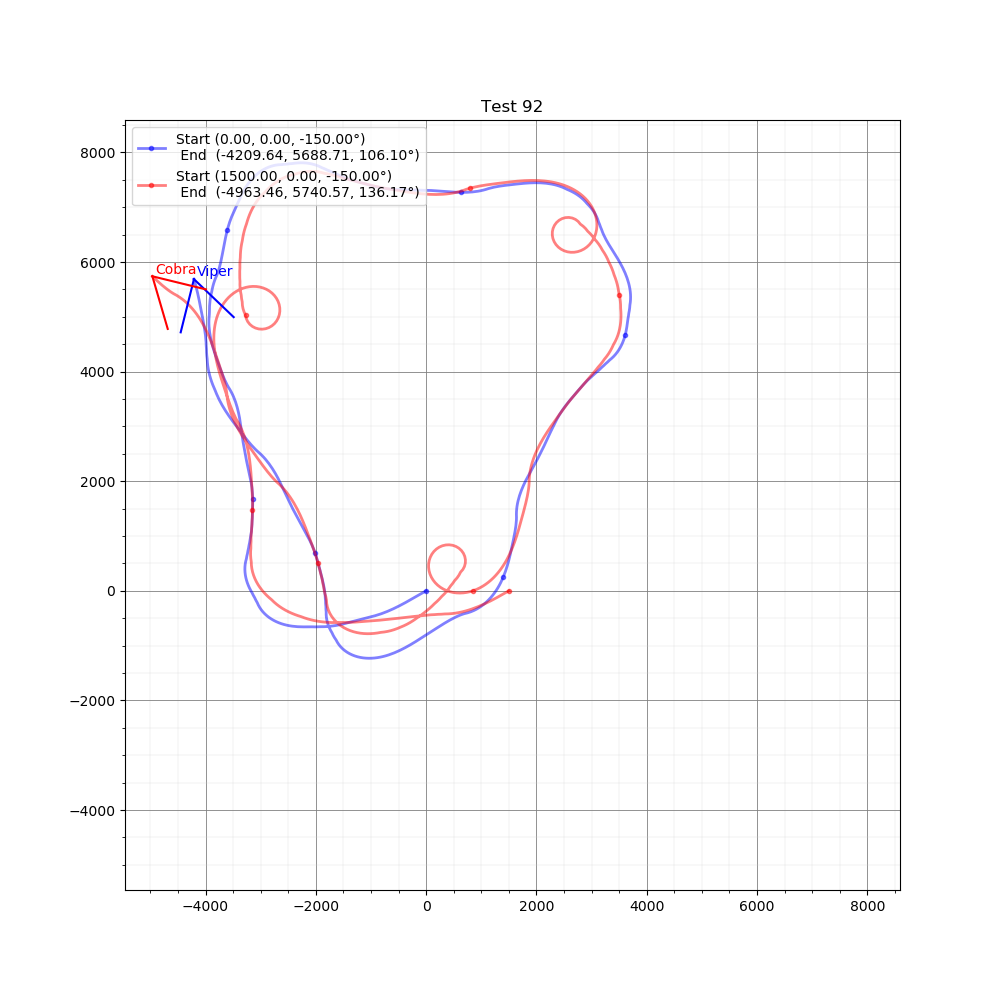 Test 92
Start (0.00, 0.00, -150.00°)
End  (-4209.64, 5688.71, 106.10°)
Start (1500.00, 0.00, -150.00°)
End  (-4963.46, 5740.57, 136.17°)
8000
6000
4000
2000
0
−2000
−4000
Cobra
Viper
−4000
−2000
0
2000
4000
6000
8000